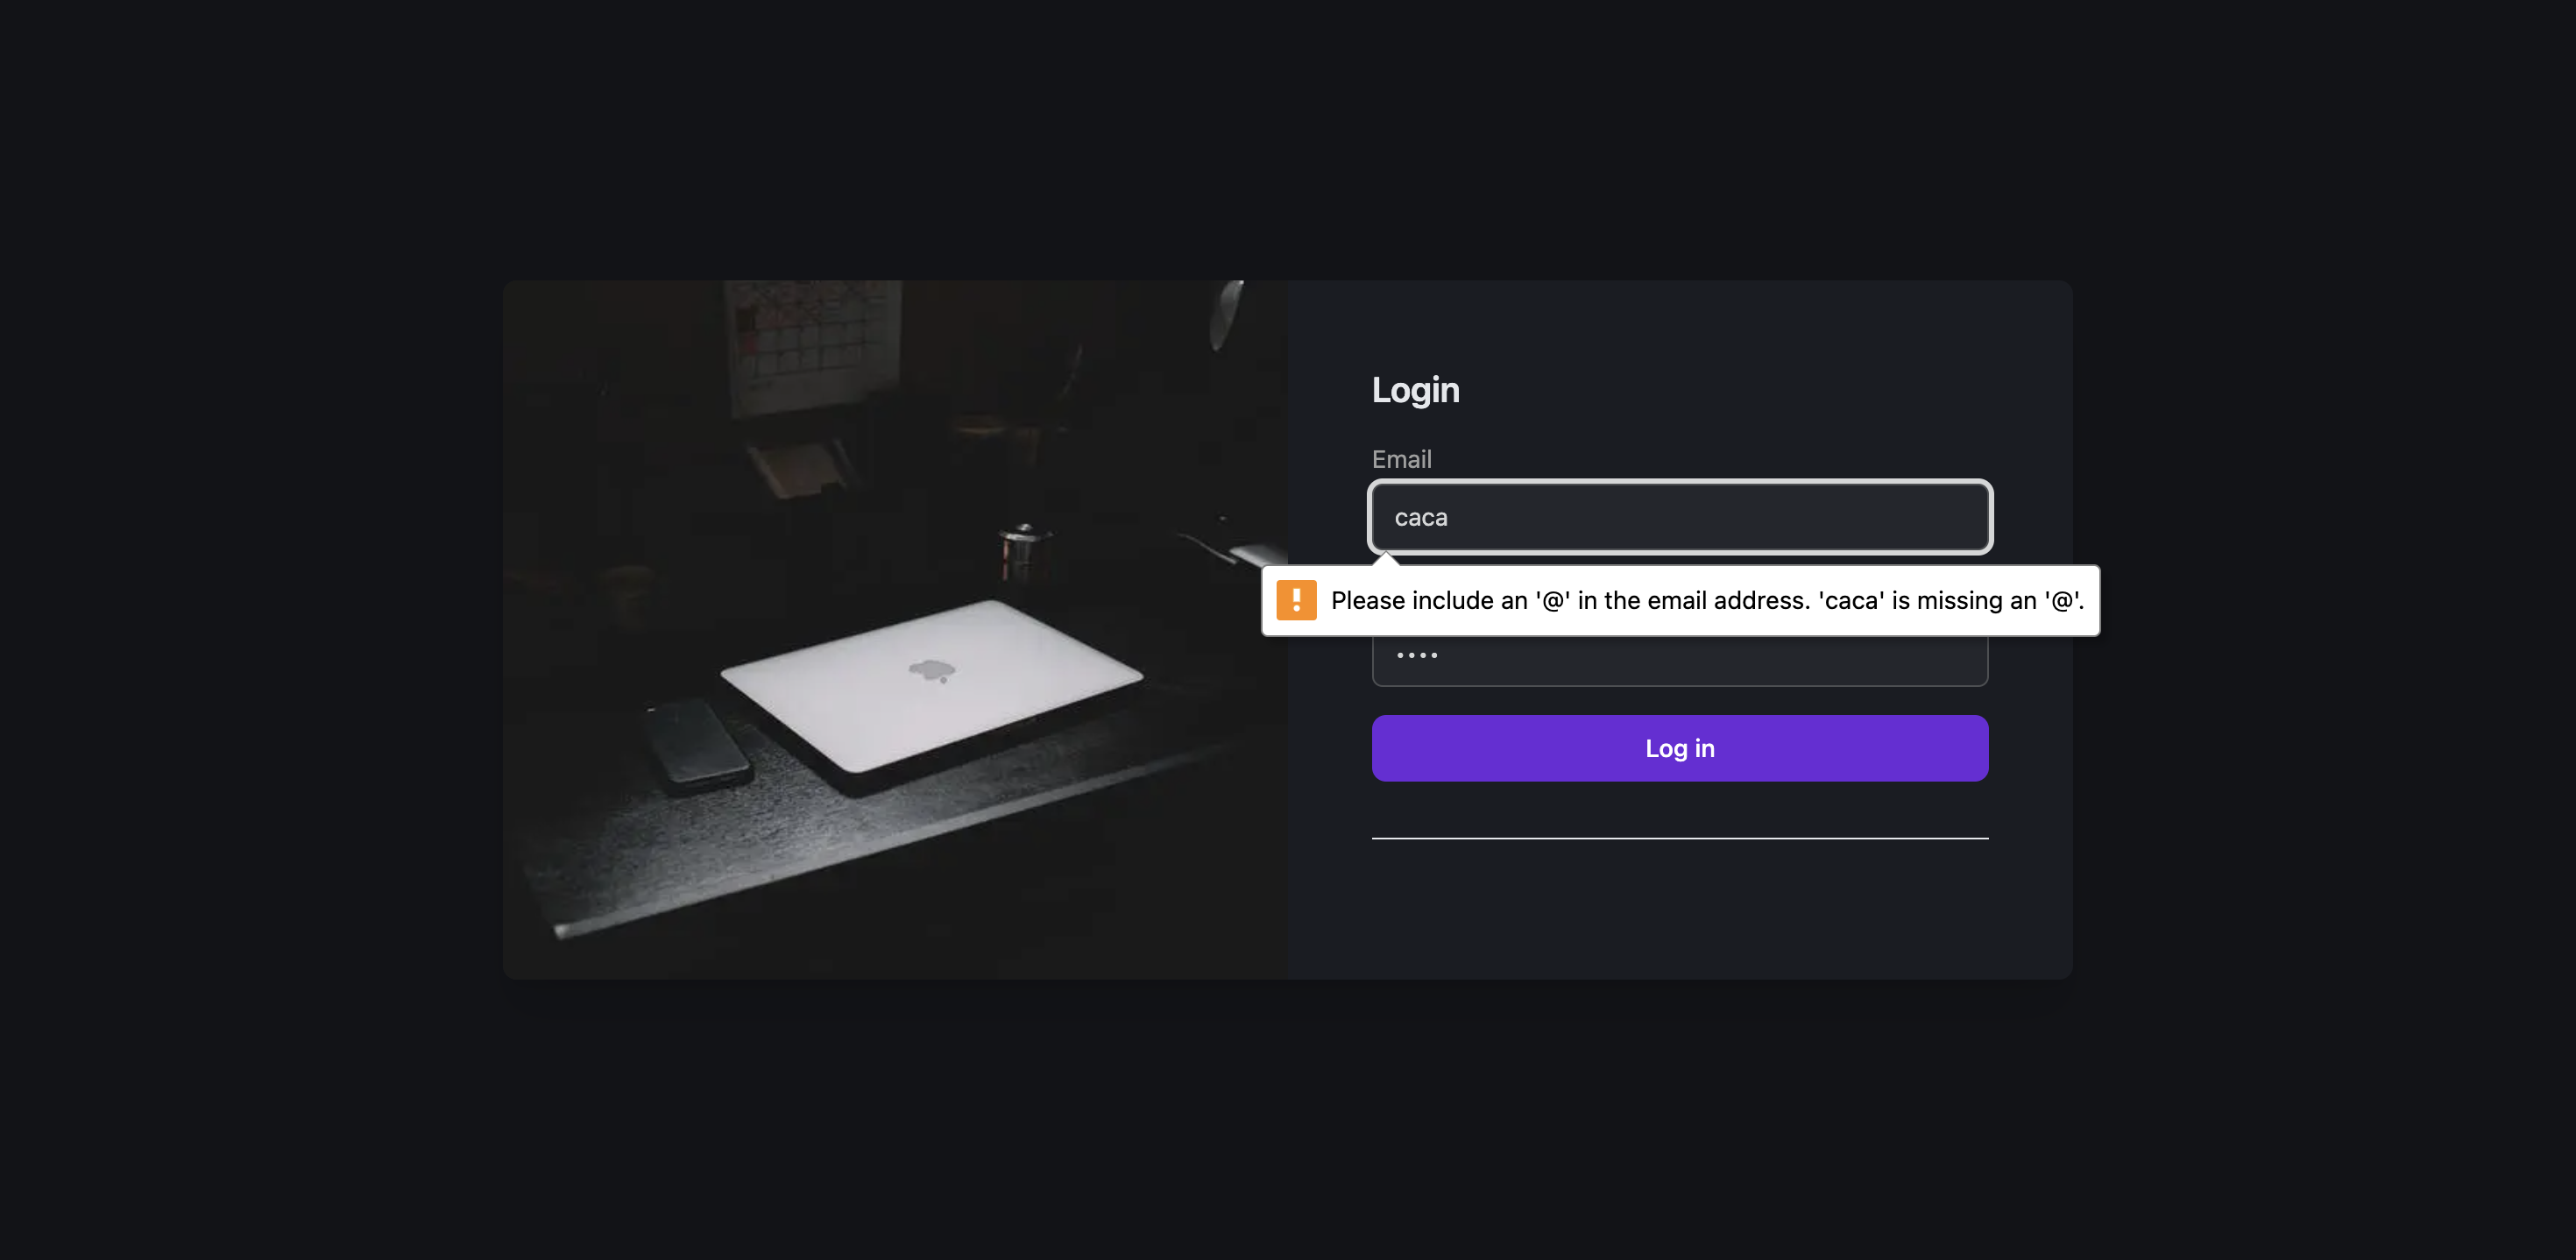 Login
Email
caca
Please include an '@' in the email address. 'caca' is missing an '@'.
••••
Log in